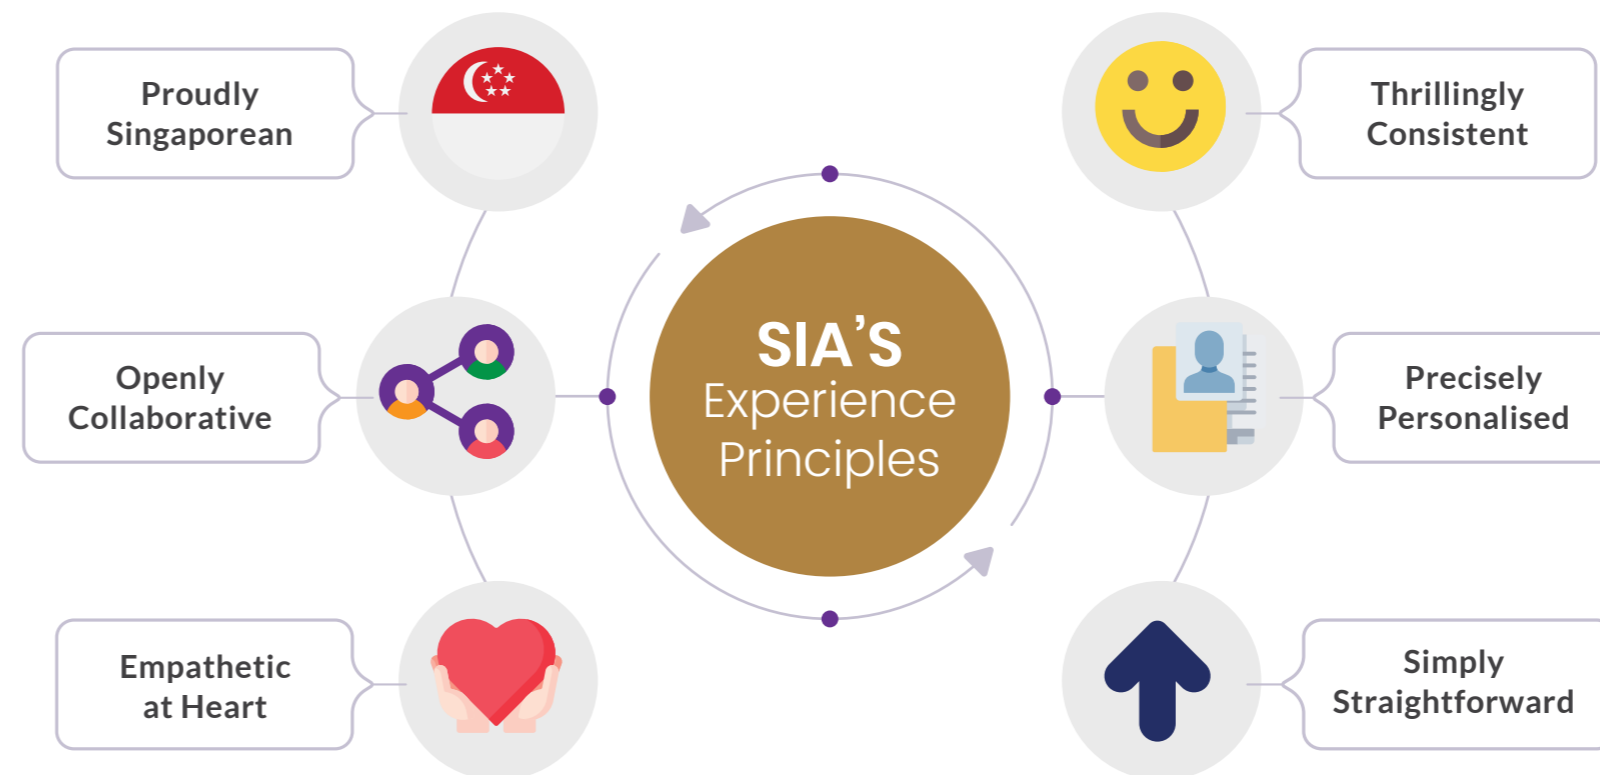 Proudly
Singaporean
Thrillingly
Consistent
SIA’S
Experience
Principles
Openly
Collaborative
Precisely
Personalised
Empathetic
at Heart
Simply
Straightforward